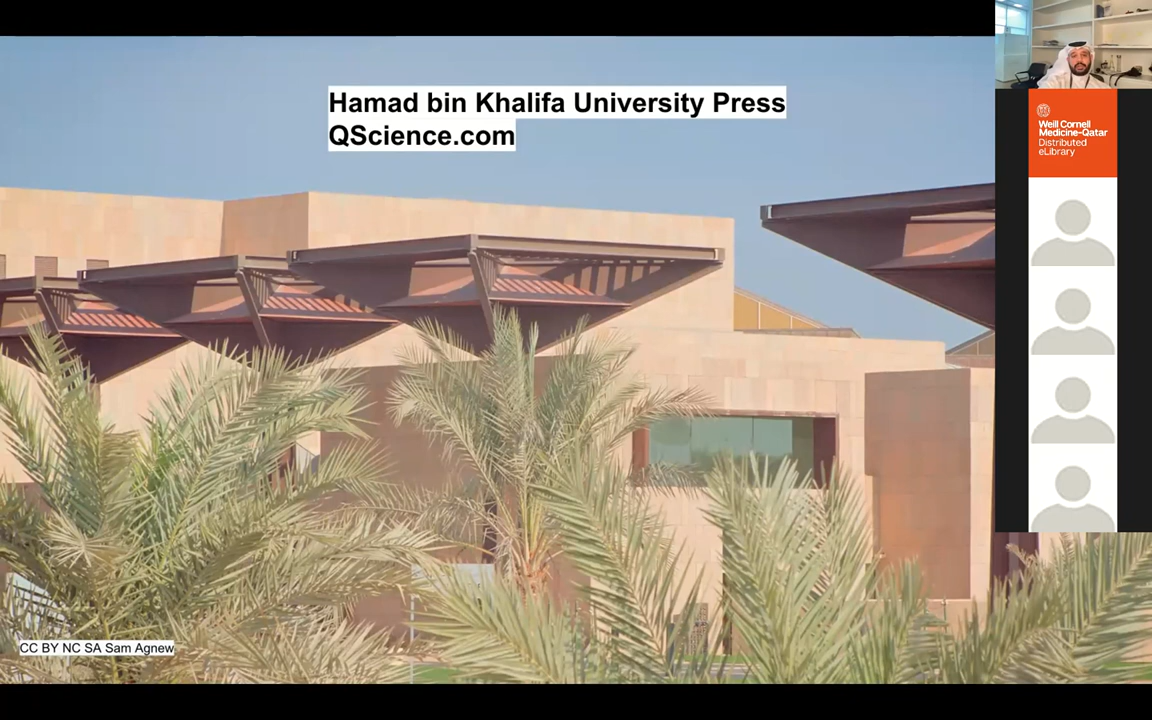 Hamad bin Khalifa University Press
QScience.com
Weill Cornell
Medicine-Qatar
Distributed
eLibrary
CC BY NC SA Sam Agnew